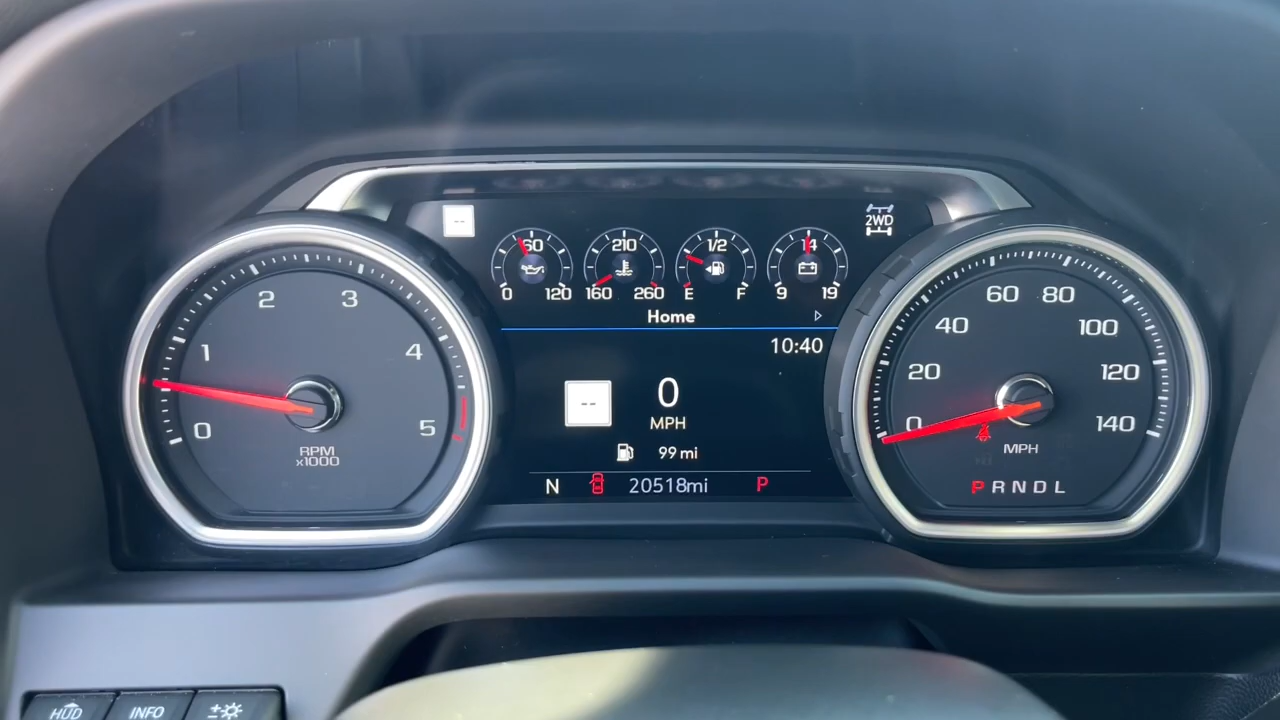 --
2WD
60
0 120
210
160 260
1/2
E F
14
9 19
Home
10:40
--
0
MPH
99 mi
N 20518mi P
0
1
2
3
4
5
RPM
x1000
0
20
40
60
80
100
120
140
MPH
P R N D L
HUD
INFO